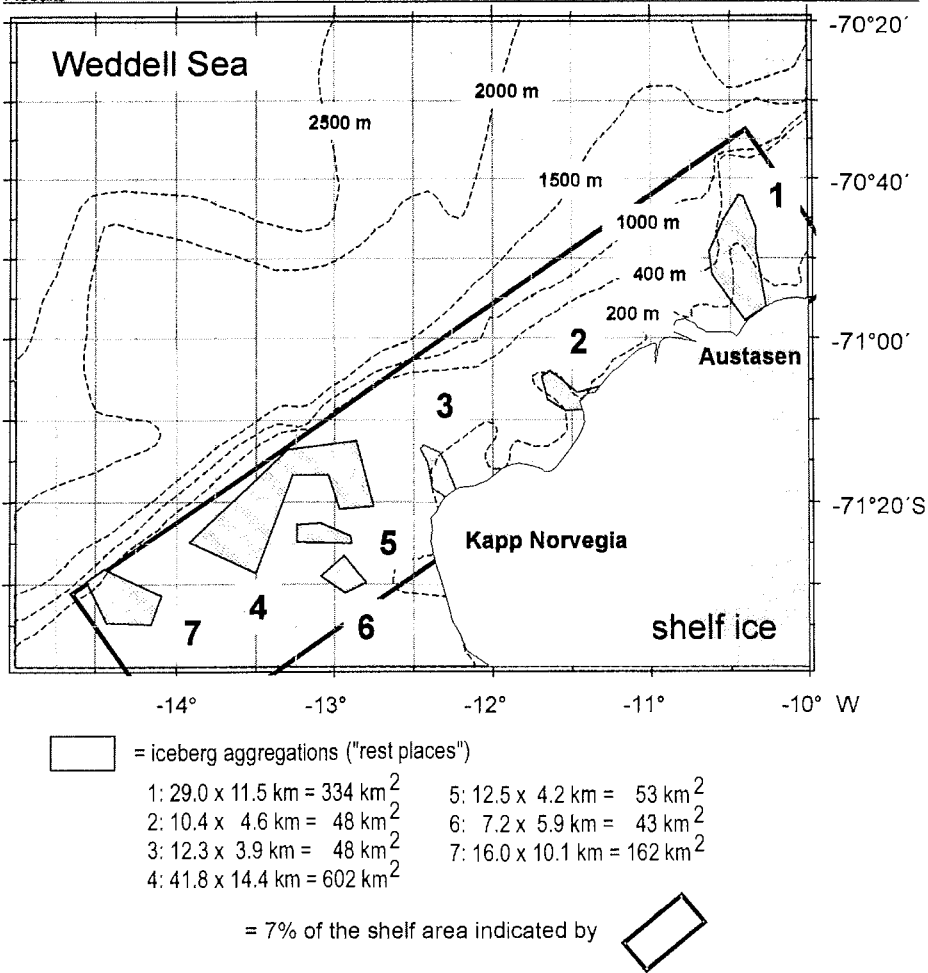 -70°20´
Weddell Sea
2000 m
2500 m
1500 m
-70°40´
1
1000 m
400 m
200 m
2
-71°00´
Austasen
3
-71°20´S
5
Kapp Norvegia
4
7
6
shelf ice
-14° -13° -12° -11° -10° W
= iceberg aggregations ("rest places")
1: 29.0 x 11.5 km = 334 km²
2: 10.4 x 4.6 km = 48 km²
3: 12.3 x 3.9 km = 48 km²
4: 41.8 x 14.4 km = 602 km²
5: 12.5 x 4.2 km = 53 km²
6: 7.2 x 5.9 km = 43 km²
7: 16.0 x 10.1 km = 162 km²
= 7% of the shelf area indicated by